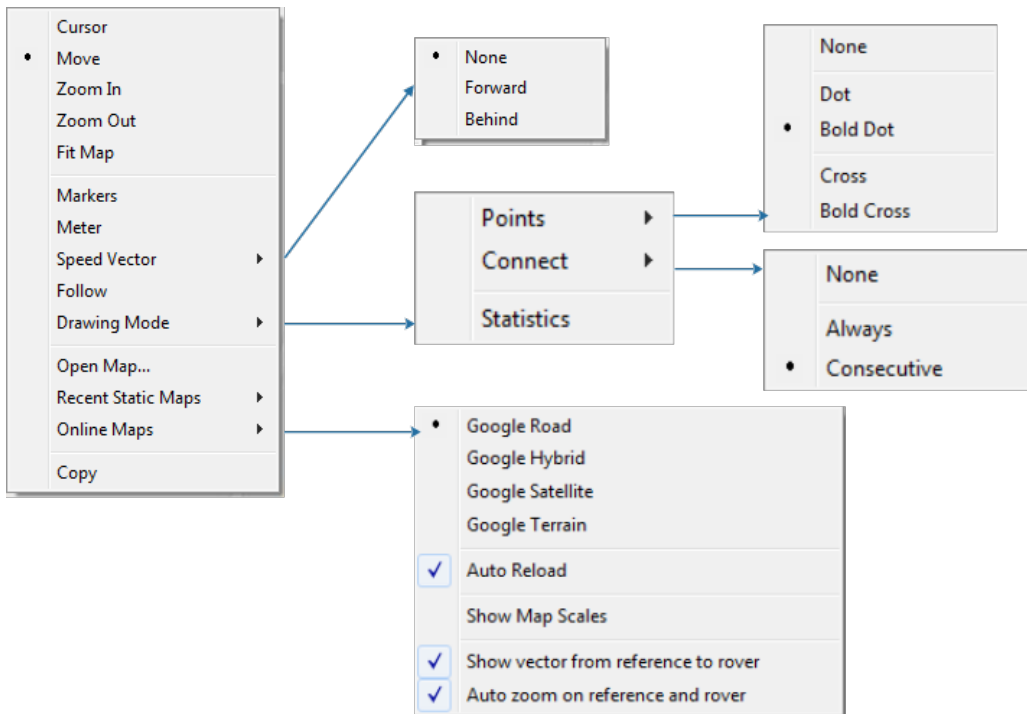 Cursor
Move
Zoom In
Zoom Out
Fit Map
Markers
Meter
Speed Vector
Follow
Drawing Mode
Open Map...
Recent Static Maps
Online Maps
Copy
None
Forward
Behind
Points
Connect
Statistics
None
Dot
Bold Dot
Cross
Bold Cross
None
Always
Consecutive
Google Road
Google Hybrid
Google Satellite
Google Terrain
Auto Reload
Show Map Scales
Show vector from reference to rover
Auto zoom on reference and rover